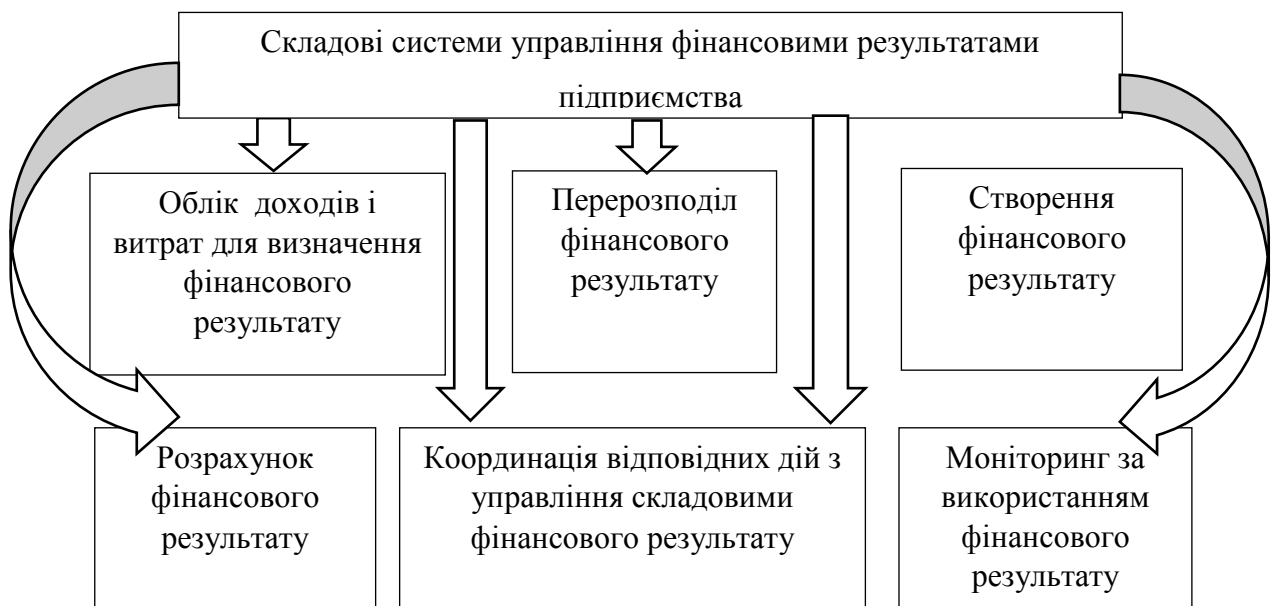 Складові системи управління фінансовими результатами
підприємства
Облік доходів і
витрат для визначення
фінансового
результату
Перерозподіл
фінансового
результату
Створення
фінансового
результату
Розрахунок
фінансового
результату
Координація відповідних дій з
управління складовими
фінансового результату
Моніторинг за
використанням
фінансового
результату